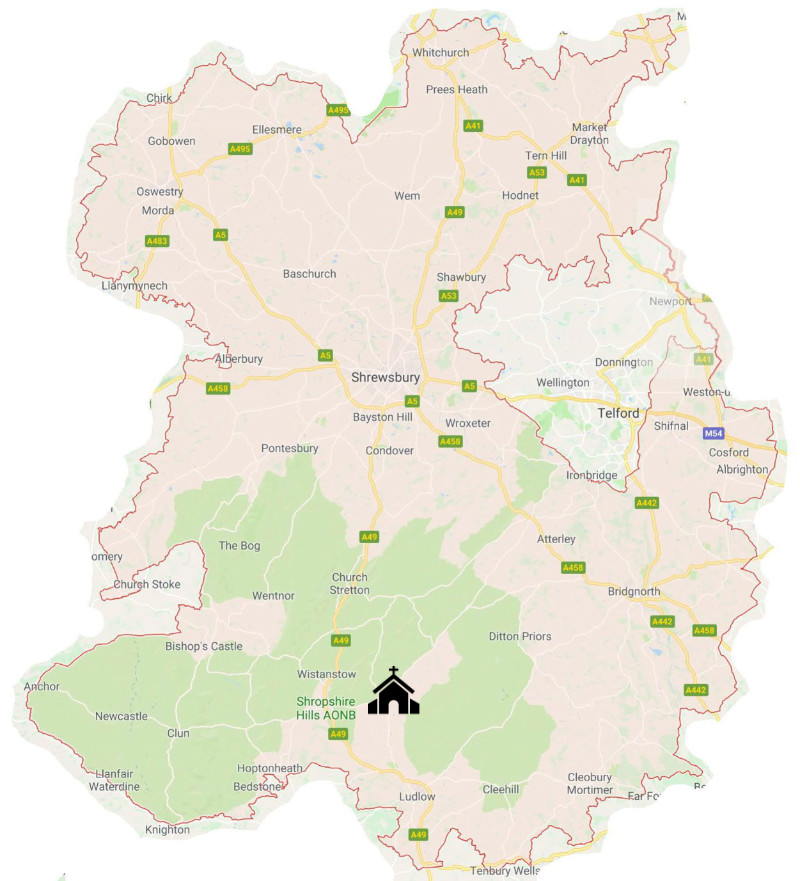 M
Whitchurch
Prees Heath
Chirk
A495
Ellesmere
A41
Market
Drayton
Gobowen
A495
Tern Hill
A53
A41
Oswestry
Wem
Hodnet
Morda
A49
A483
A5
Baschurch
Shawbury
Llanymynech
A53
Newport
Alberbury
A5
A41
Donnington
Shrewsbury
Wellington
A458
A5
Weston-u
A5
Telford
Bayston Hill
Wroxeter
Shifnal
M54
A458
Pontesbury
Condover
Cosford
Albrighton
Ironbridge
A442
The Bog
A49
Atterley
omery
A458
Church Stoke
Church
Stretton
Wentnor
Bridgnorth
A442
A458
Bishop's Castle
A49
Ditton Priors
Wistanstow
Anchor
A442
Shropshire
Hills AONB
Newcastle
Clun
A49
Hoptonheath
Llanfair
Waterdine
Bedstone
Cleobury
Mortimer
Ludlow
Cleehill
Far Fo
Knighton
A49
Tenbury Wells